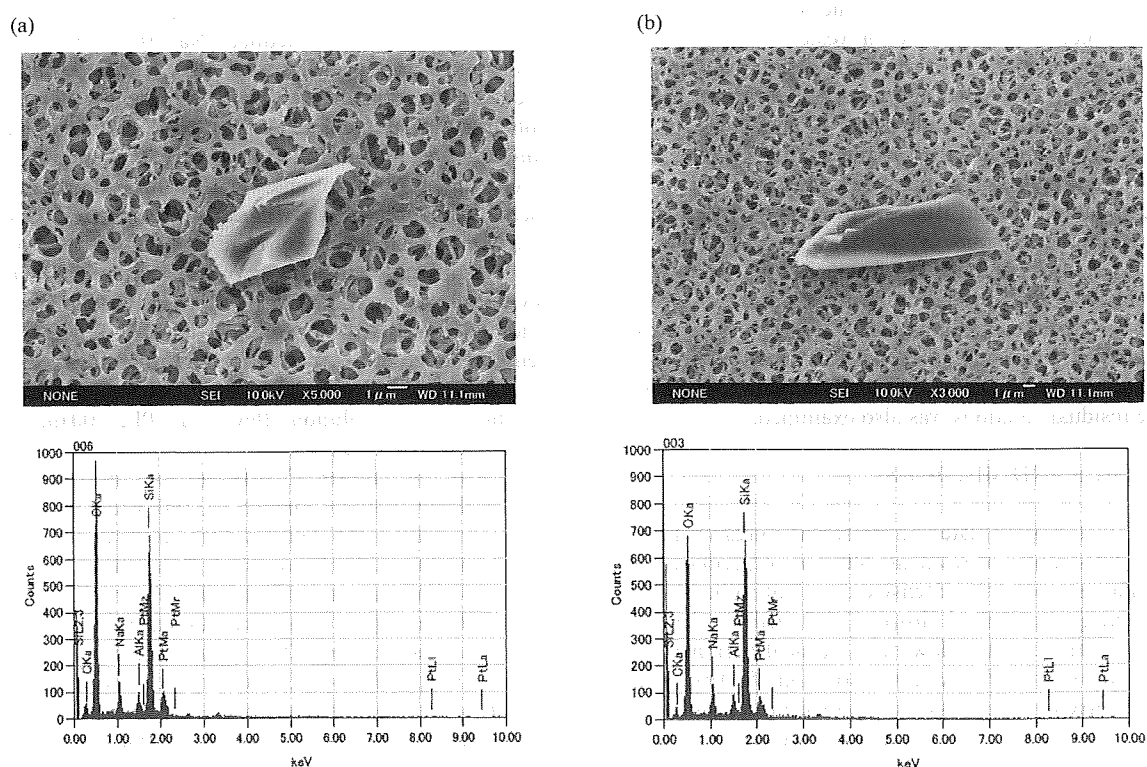 (a)
(b)
NONE SEI 10.0kV X5,000 1μm WD 11.1mm
NONE SEI 10.0kV X3,000 1μm WD 11.1mm
006
1000
900
800
700
600
500
400
300
200
100
0
Counts
OKa
NaKa
AlKa
PtMz
SiKa
PtMa
PtMr
PtLl
PtLa
0.00 1.00 2.00 3.00 4.00 5.00 6.00 7.00 8.00 9.00 10.00
keV
003
1000
900
800
700
600
500
400
300
200
100
0
Counts
OKa
OKa
NaKa
AlKa
PtMz
SiKa
PtMa
PtMr
PtLl
PtLa
0.00 1.00 2.00 3.00 4.00 5.00 6.00 7.00 8.00 9.00 10.00
keV